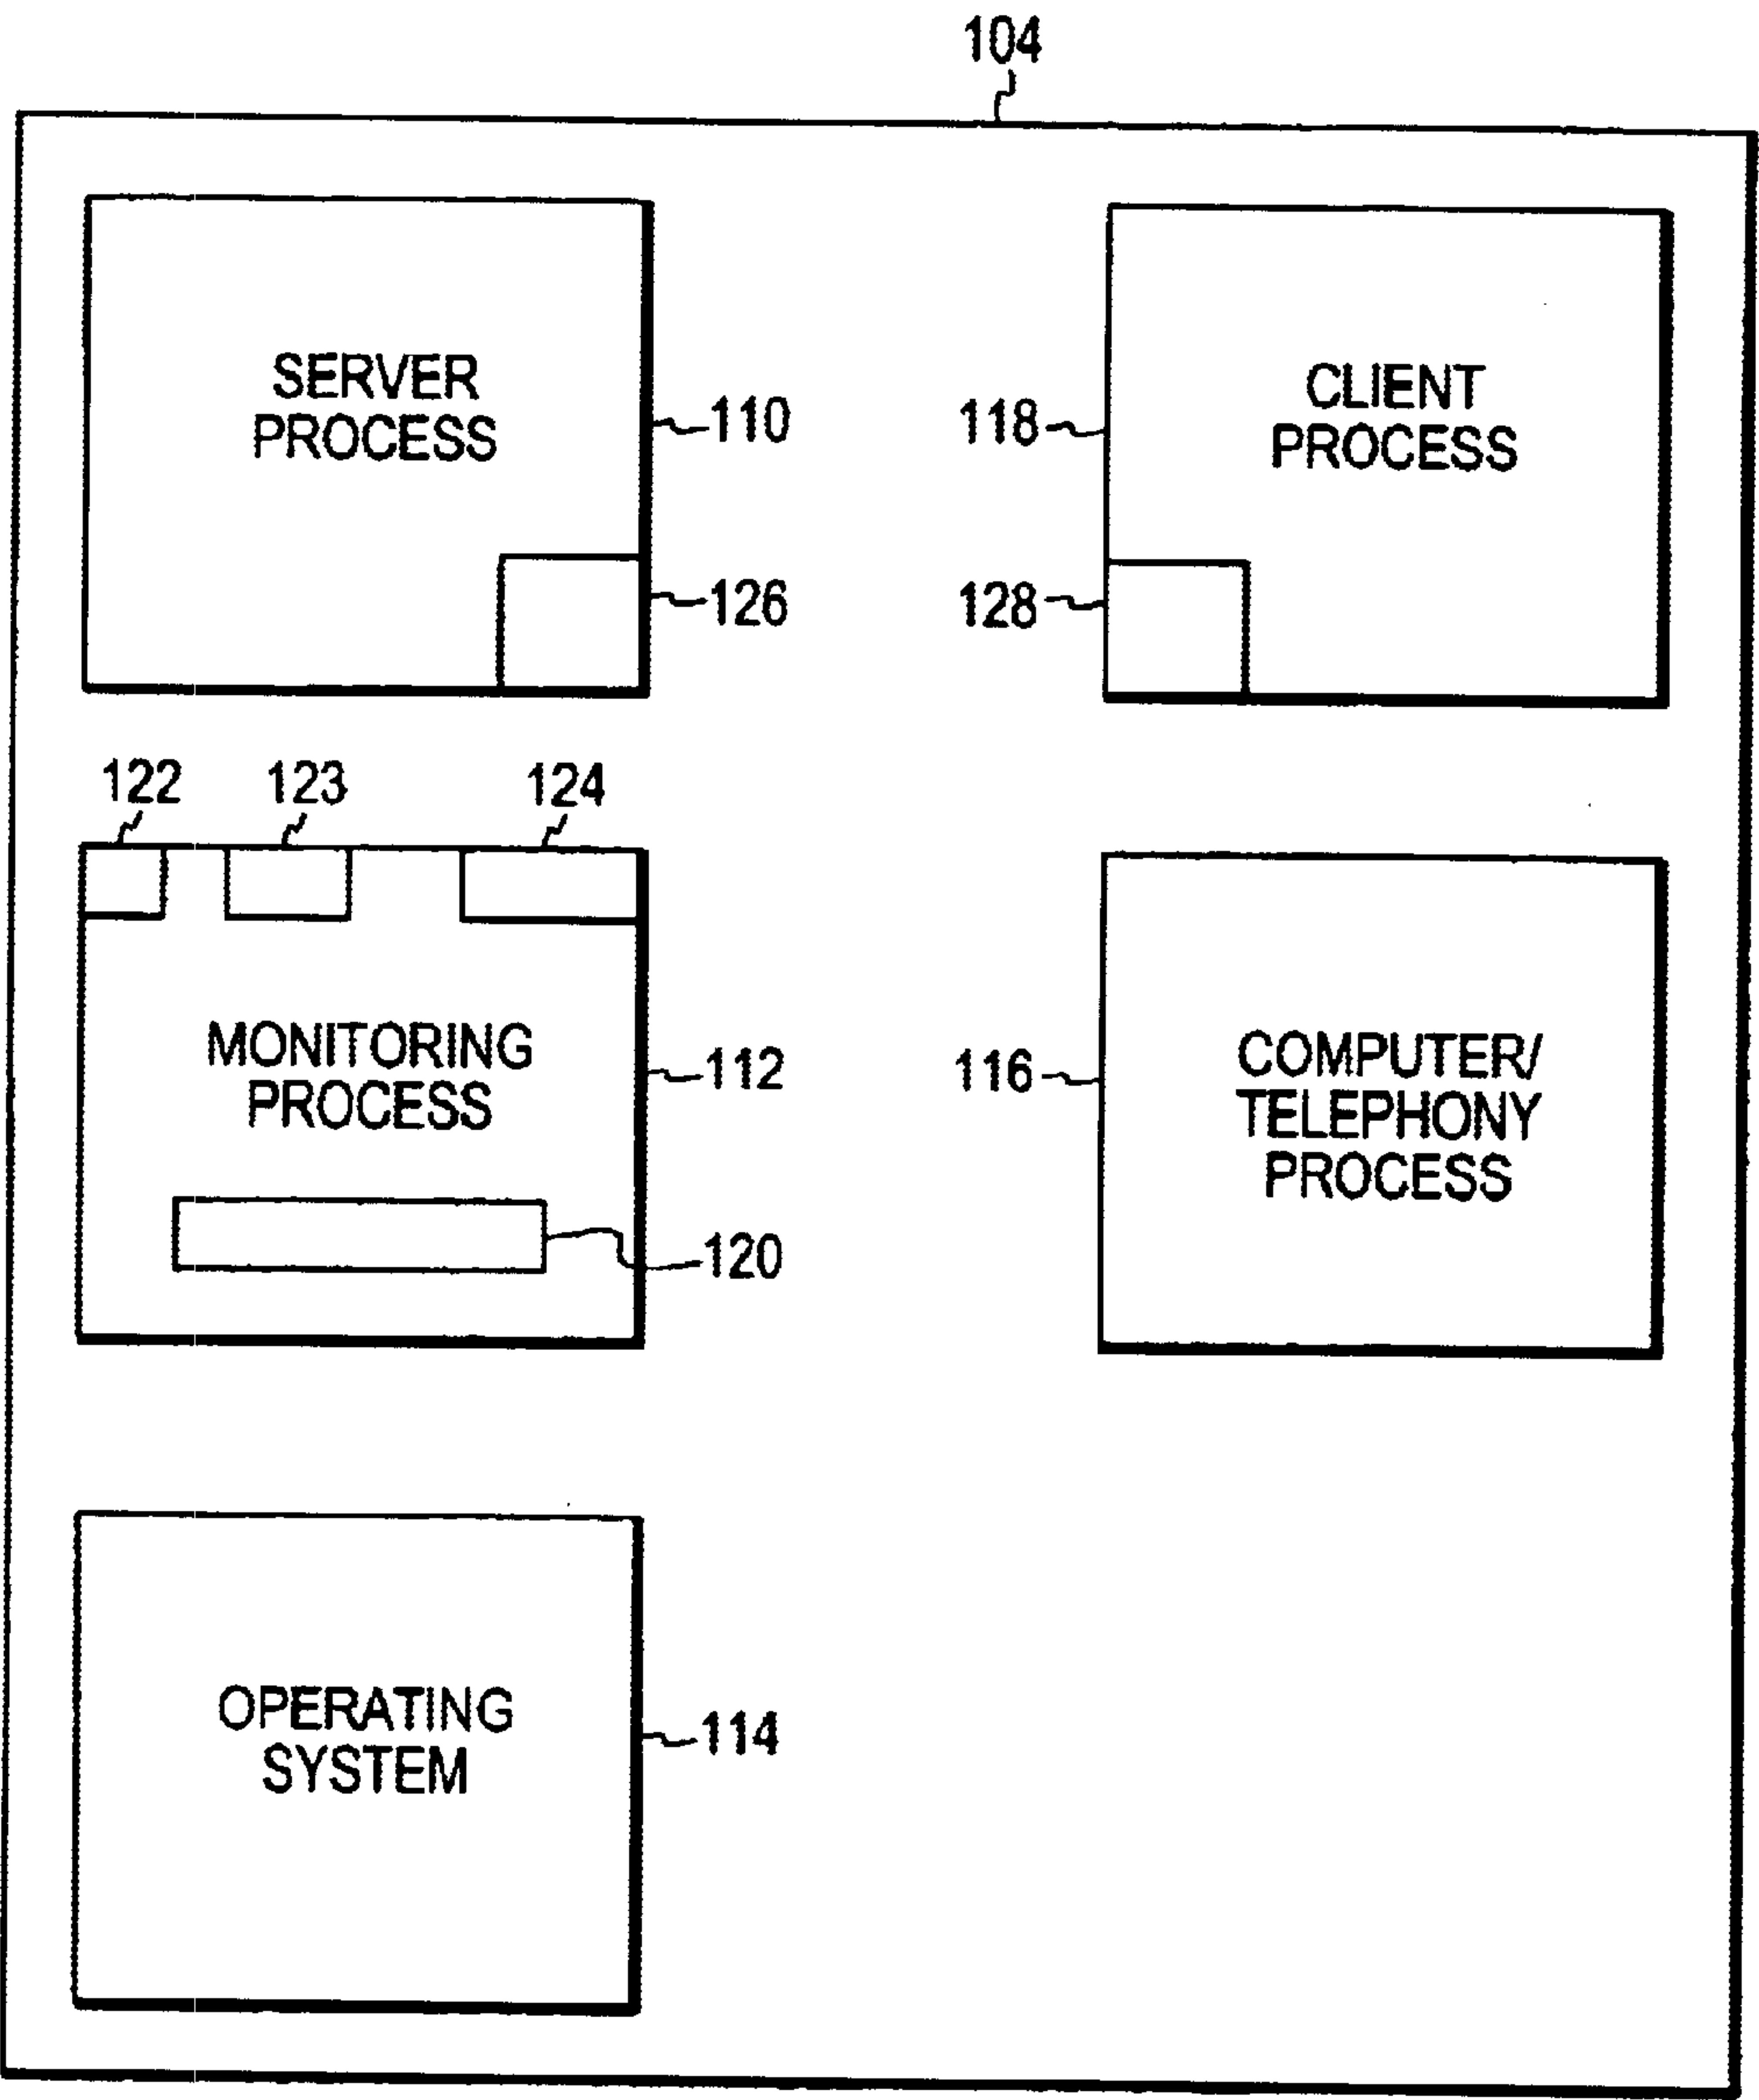 104
SERVER
PROCESS
110
118
CLIENT
PROCESS
126
128
122
123
124
MONITORING
PROCESS
112
116
COMPUTER/
TELEPHONY
PROCESS
120
OPERATING
SYSTEM
114